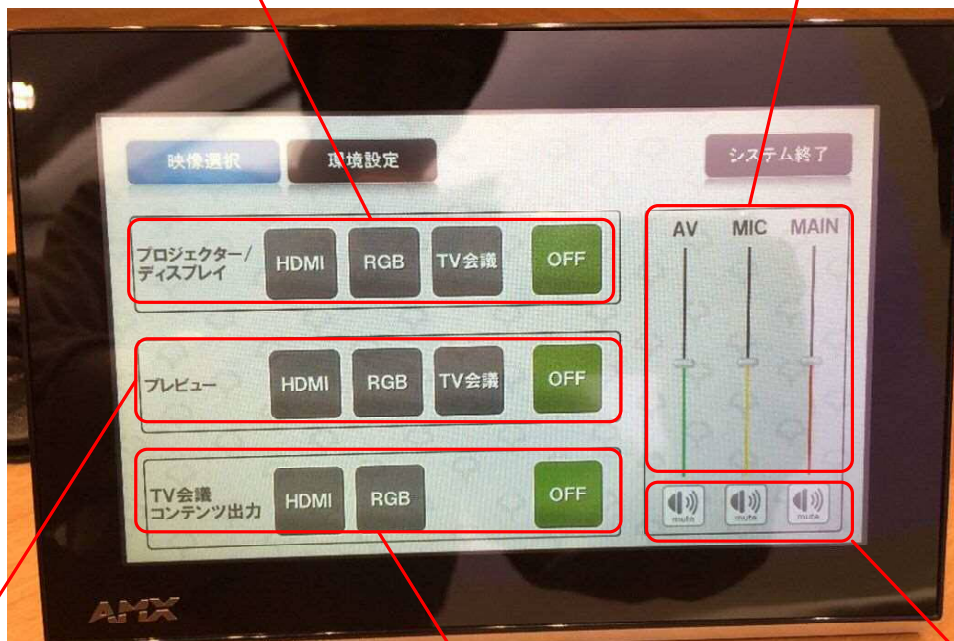 映像選択
環境設定
システム終了
プロジェクター/
ディスプレイ
HDMI
RGB
TV会議
OFF
プレビュー
HDMI
RGB
TV会議
OFF
TV会議
コンテンツ出力
HDMI
RGB
OFF
AV MIC MAIN
mute mute mute
AMX